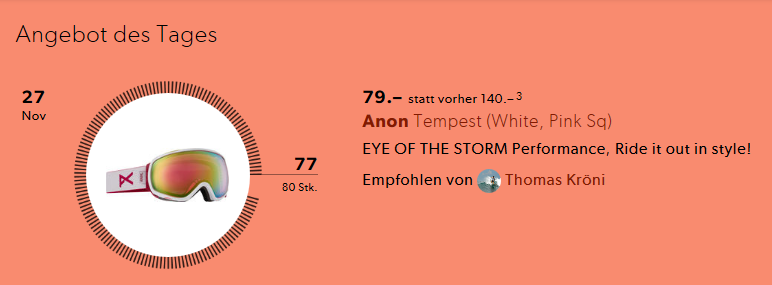 Angebot des Tages
27
Nov
77
80 Stk.
79.– statt vorher 140.– 3
Anon Tempest (White, Pink Sq)
EYE OF THE STORM Performance, Ride it out in style!
Empfohlen von Thomas Kröni